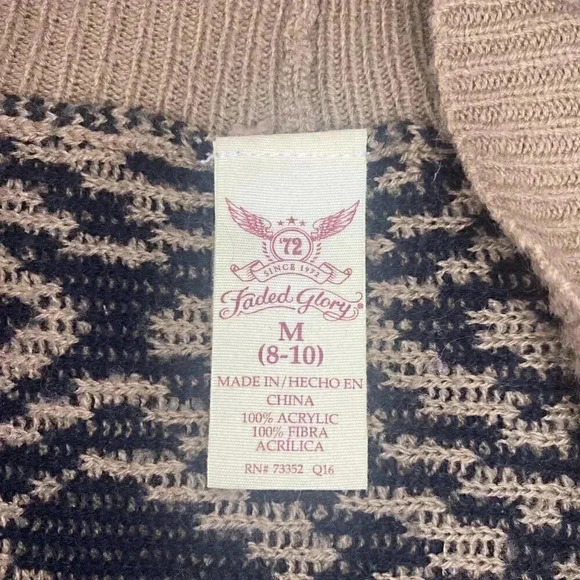 '72
SINCE 1972
Faded Glory®
M
(8-10)
MADE IN/HECHO EN
CHINA
100% ACRYLIC
100% FIBRA
ACRÍLICA
RN# 73352 Q16